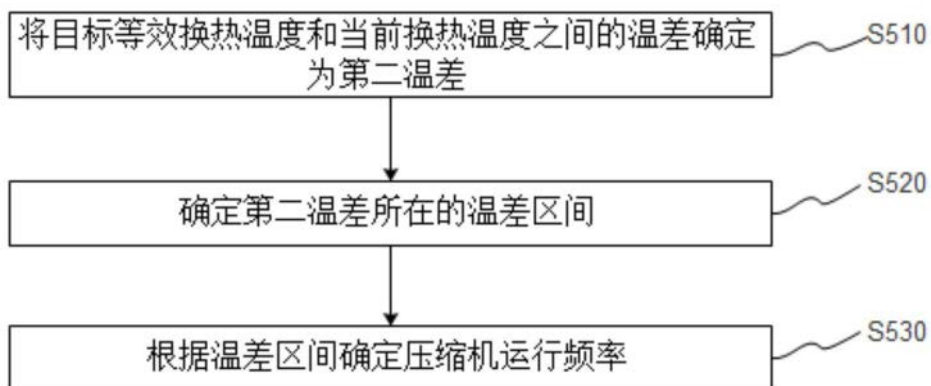 将目标等效换热温度和当前换热温度之间的温差确定
为第二温差
S510
确定第二温差所在的温差区间
S520
根据温差区间确定压缩机运行频率
S530